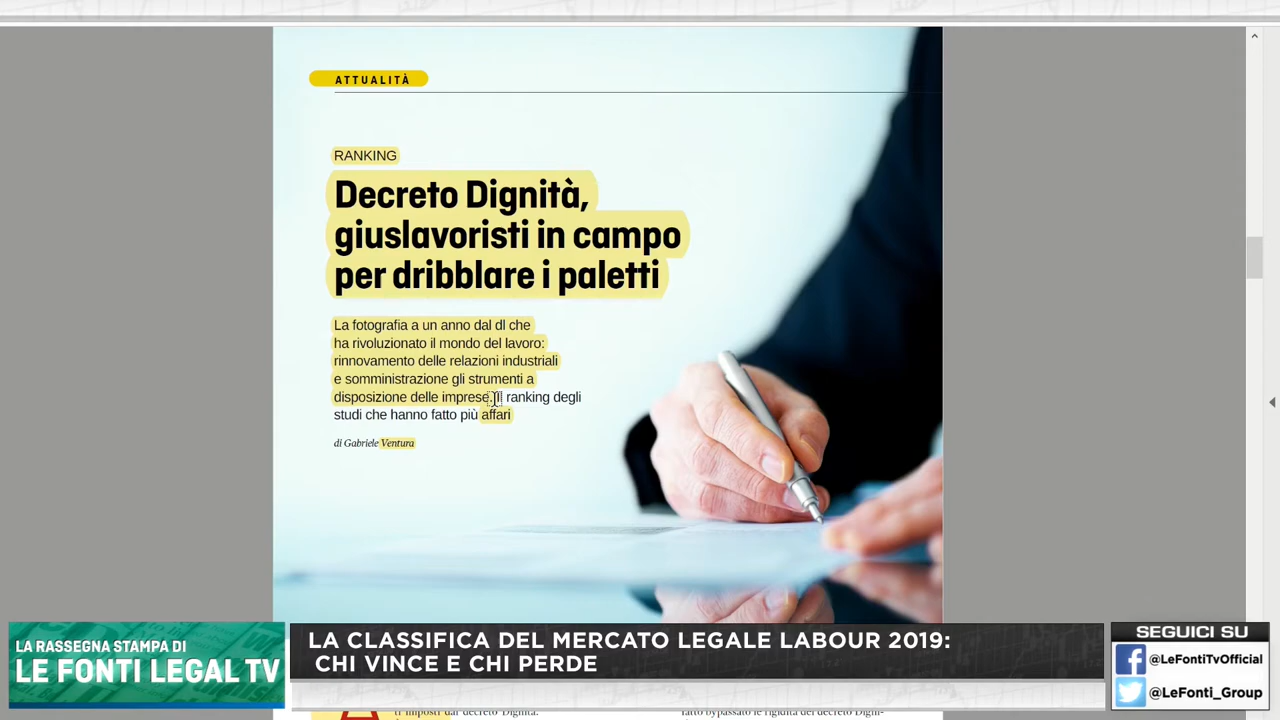 ATTUALITÀ
RANKING
Decreto Dignità,
giuslavoristi in campo
per dribblare i paletti
La fotografia a un anno dal dl che
ha rivoluzionato il mondo del lavoro:
rinnovamento delle relazioni industriali
e somministrazione gli strumenti a
disposizione delle imprese. Il ranking degli
studi che hanno fatto più affari
di Gabriele Ventura
LA RASSEGNA STAMPA DI
LE FONTI LEGAL TV
LA CLASSIFICA DEL MERCATO LEGALE LABOUR 2019:
CHI VINCE E CHI PERDE
SEGUICI SU
@LeFontiTvOfficial
@LeFonti_Group